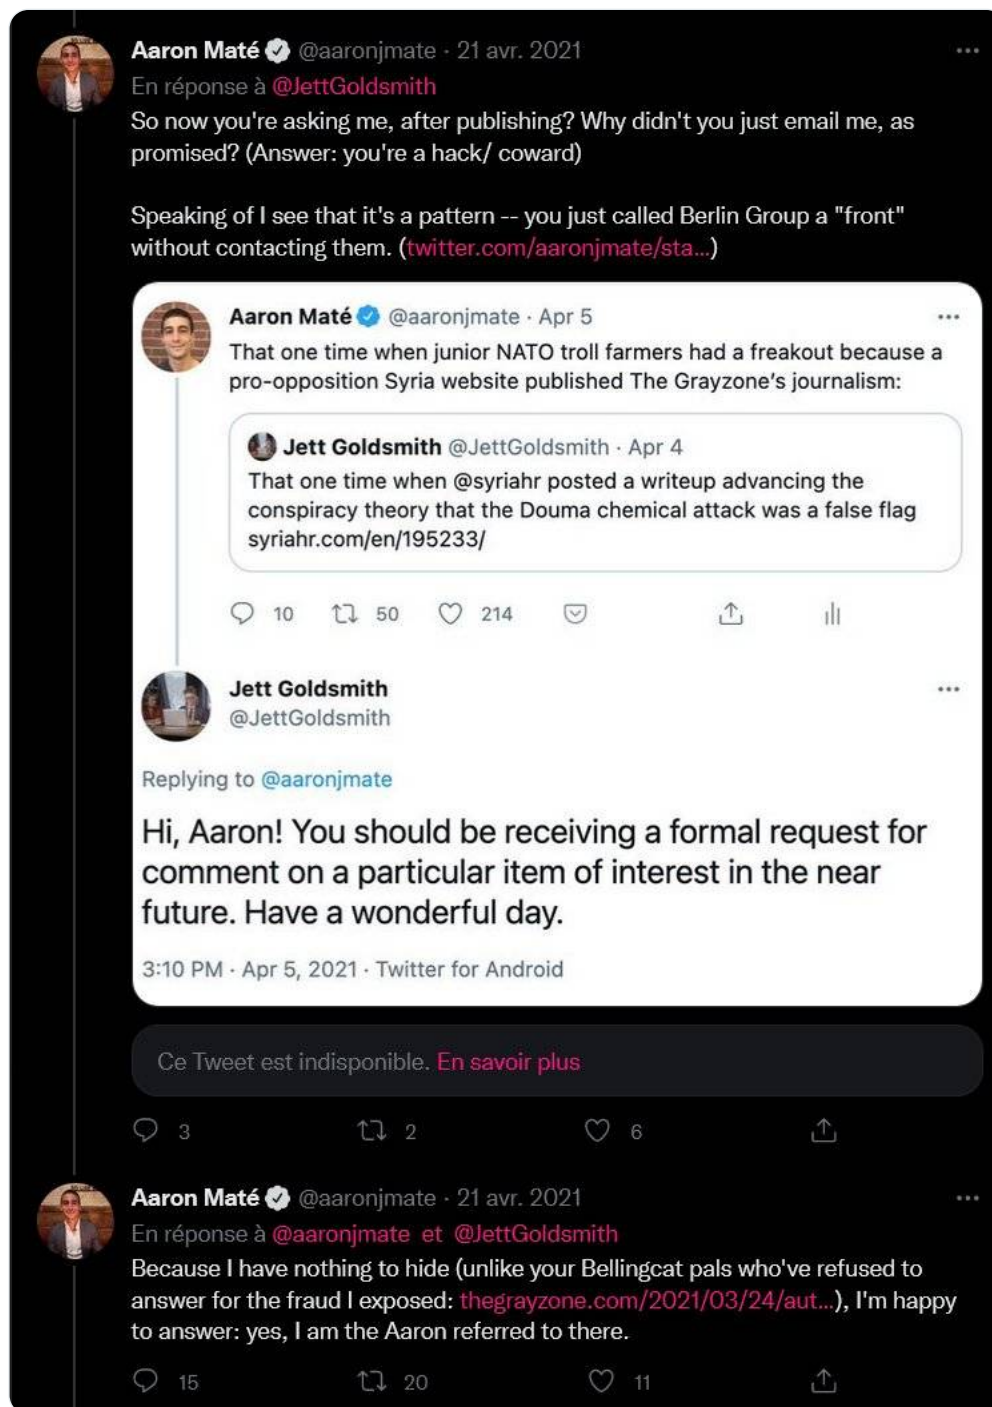 Aaron Maté @aaronjmate · 21 avr. 2021
En réponse à @JettGoldsmith
So now you're asking me, after publishing? Why didn't you just email me, as
promised? (Answer: you're a hack/ coward)
Speaking of I see that it's a pattern -- you just called Berlin Group a "front"
without contacting them. (twitter.com/aaronjmate/sta...)
Aaron Maté @aaronjmate · Apr 5
That one time when junior NATO troll farmers had a freakout because a
pro-opposition Syria website published The Grayzone's journalism:
Jett Goldsmith @JettGoldsmith · Apr 4
That one time when @syriahr posted a writeup advancing the
conspiracy theory that the Douma chemical attack was a false flag
syriahr.com/en/195233/
10 50 214
Jett Goldsmith
@JettGoldsmith
Replying to @aaronjmate
Hi, Aaron! You should be receiving a formal request for
comment on a particular item of interest in the near
future. Have a wonderful day.
3:10 PM · Apr 5, 2021 · Twitter for Android
Ce Tweet est indisponible. En savoir plus
3 2 6
Aaron Maté @aaronjmate · 21 avr. 2021
En réponse à @aaronjmate et @JettGoldsmith
Because I have nothing to hide (unlike your Bellingcat pals who've refused to
answer for the fraud I exposed: thegrayzone.com/2021/03/24/aut...), I'm happy
to answer: yes, I am the Aaron referred to there.
15 20 11